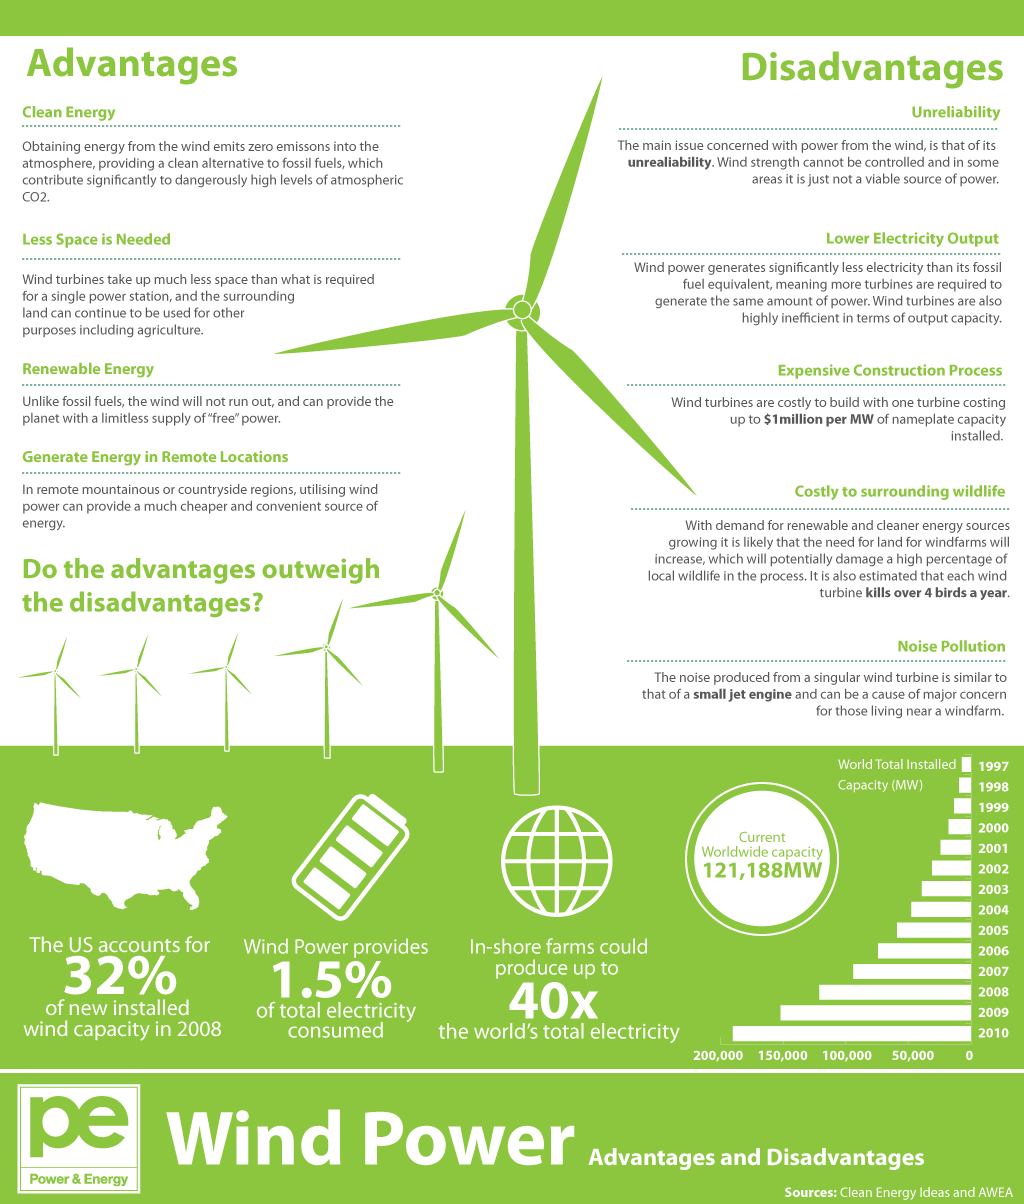 Advantages
Clean Energy
Obtaining energy from the wind emits zero emissons into the
atmosphere, providing a clean alternative to fossil fuels, which
contribute significantly to dangerously high levels of atmospheric
CO2.
Less Space is Needed
Wind turbines take up much less space than what is required
for a single power station, and the surrounding
land can continue to be used for other
purposes including agriculture.
Renewable Energy
Unlike fossil fuels, the wind will not run out, and can provide the
planet with a limitless supply of “free” power.
Generate Energy in Remote Locations
In remote mountainous or countryside regions, utilising wind
power can provide a much cheaper and convenient source of
energy.
Do the advantages outweigh
the disadvantages?
Disadvantages
Unreliability
The main issue concerned with power from the wind, is that of its
unrealiability. Wind strength cannot be controlled and in some
areas it is just not a viable source of power.
Lower Electricity Output
Wind power generates significantly less electricity than its fossil
fuel equivalent, meaning more turbines are required to
generate the same amount of power. Wind turbines are also
highly inefficient in terms of output capacity.
Expensive Construction Process
Wind turbines are costly to build with one turbine costing
up to $1million per MW of nameplate capacity
installed.
Costly to surrounding wildlife
With demand for renewable and cleaner energy sources
growing it is likely that the need for land for windfarms will
increase, which will potentially damage a high percentage of
local wildlife in the process. It is also estimated that each wind
turbine kills over 4 birds a year.
Noise Pollution
The noise produced from a singular wind turbine is similar to
that of a small jet engine and can be a cause of major concern
for those living near a windfarm.
The US accounts for
32%
of new installed
wind capacity in 2008
Wind Power provides
1.5%
of total electricity
consumed
In-shore farms could
produce up to
40x
the world's total electricity
Current
Worldwide capacity
121,188MW
World Total Installed
Capacity (MW)
1997
1998
1999
2000
2001
2002
2003
2004
2005
2006
2007
2008
2009
2010
200,000 150,000 100,000 50,000 0
pe
Power & Energy
Wind Power Advantages and Disadvantages
Sources: Clean Energy Ideas and AWEA